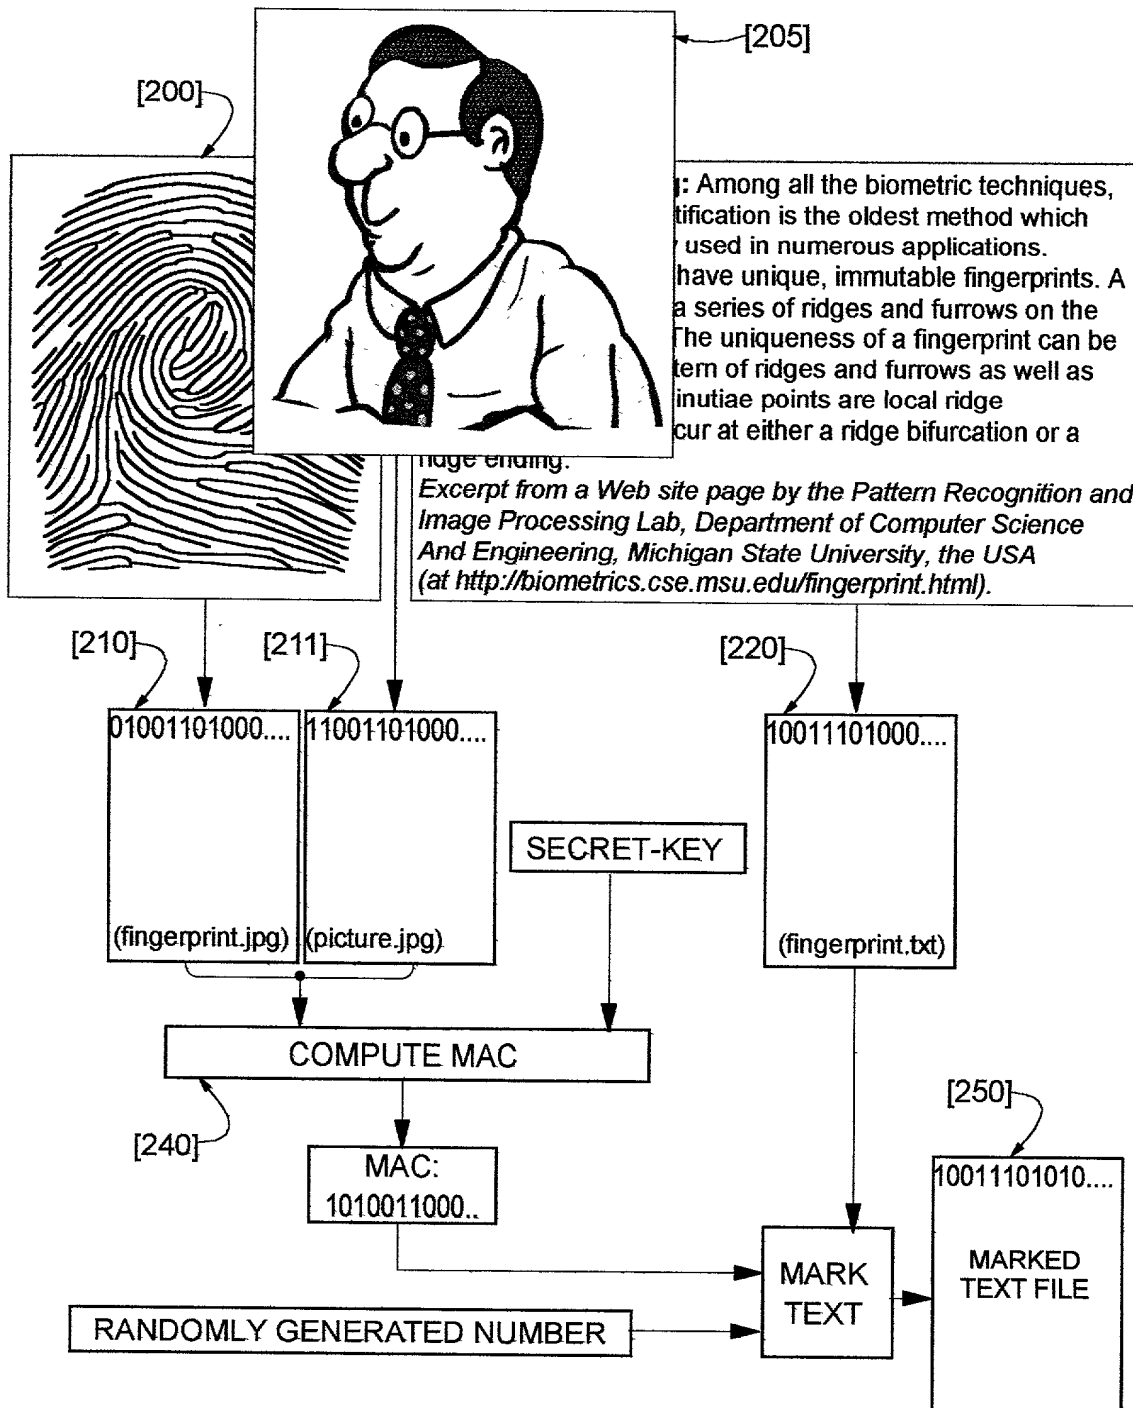 [205]
[200]
: Among all the biometric techniques,
tification is the oldest method which
used in numerous applications.
have unique, immutable fingerprints. A
a series of ridges and furrows on the
The uniqueness of a fingerprint can be
tern of ridges and furrows as well as
inutiae points are local ridge
cur at either a ridge bifurcation or a
ridge ending.
Excerpt from a Web site page by the Pattern Recognition and
Image Processing Lab, Department of Computer Science
And Engineering, Michigan State University, the USA
(at http://biometrics.cse.msu.edu/fingerprint.html).
[210] [211] [220]
01001101000.... 11001101000.... 10011101000....
SECRET-KEY
(fingerprint.jpg) (picture.jpg) (fingerprint.txt)
COMPUTE MAC
[250]
[240]
MAC:
1010011000..
10011101010....
MARKED
TEXT FILE
MARK
TEXT
RANDOMLY GENERATED NUMBER